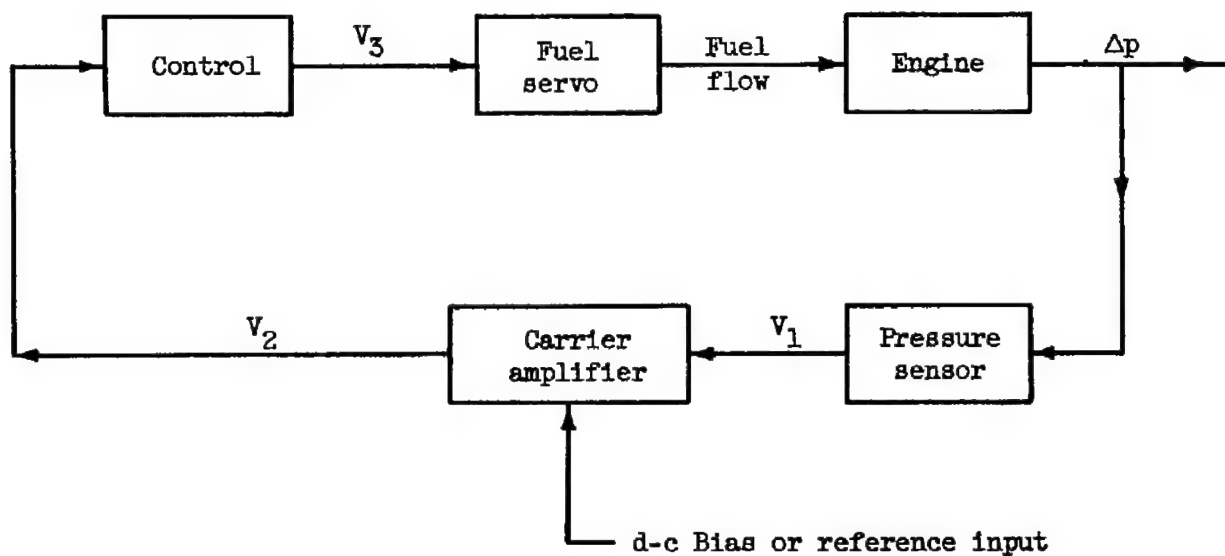 Control
V3
Fuel
servo
Fuel
flow
Engine
Δp
V2
Carrier
amplifier
V1
Pressure
sensor
d-c Bias or reference input